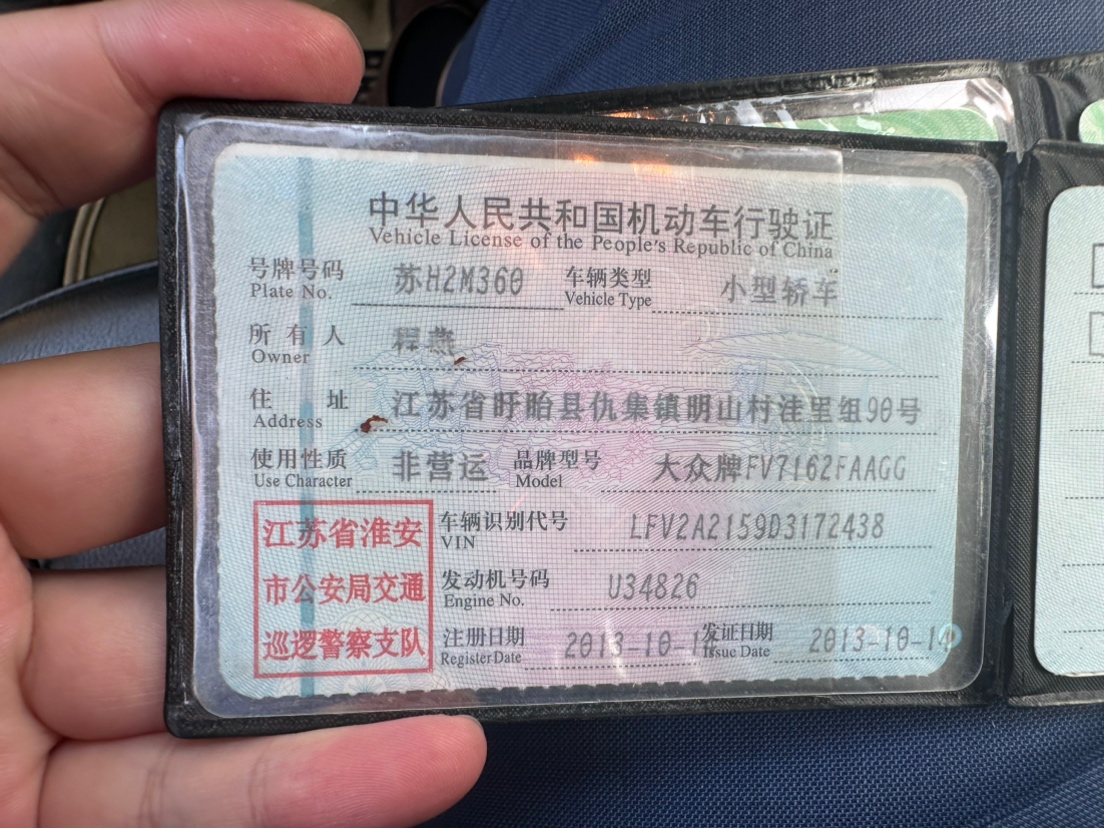 中华人民共和国机动车行驶证
Vehicle License of the People's Republic of China
号牌号码 苏H2M360 车辆类型 小型轿车
Plate No. Vehicle Type
所有人 程燕
Owner
住址 江苏省盱眙县仇集镇明山村洼里组90号
Address
使用性质 非营运 品牌型号 大众牌FV7162FAAGG
Use Character Model
江苏省淮安
市公安局交通
巡逻警察支队
车辆识别代号 LFV2A2159D3172438
VIN
发动机号码 U34826
Engine No.
注册日期 2013-10-1 发证日期 2013-10-1
Register Date Issue Date